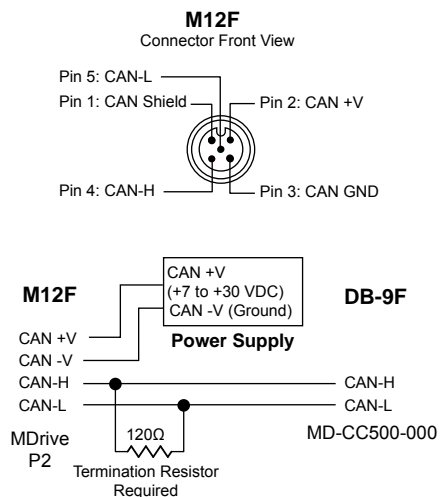 M12F
Connector Front View
Pin 5: CAN-L
Pin 1: CAN Shield
Pin 2: CAN +V
Pin 4: CAN-H
Pin 3: CAN GND
CAN +V
(+7 to +30 VDC)
CAN -V (Ground)
M12F
DB-9F
Power Supply
CAN +V
CAN -V
CAN-H
CAN-H
CAN-L
CAN-L
MDrive
P2
MD-CC500-000
120Ω
Termination Resistor
Required